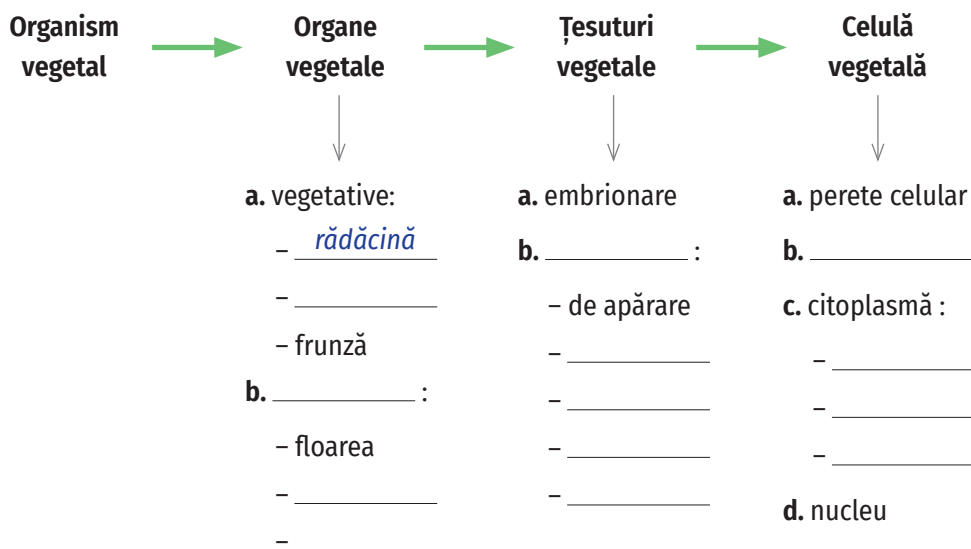 Organism
vegetal
Organe
vegetale
Țesuturi
vegetale
Celulă
vegetală
a. vegetative:
– rădăcină
–
– frunză
b. :
– floarea
–
–
a. embrionare
b. :
– de apărare
–
–
–
–
a. perete celular
b.
c. citoplasmă :
–
–
–
d. nucleu